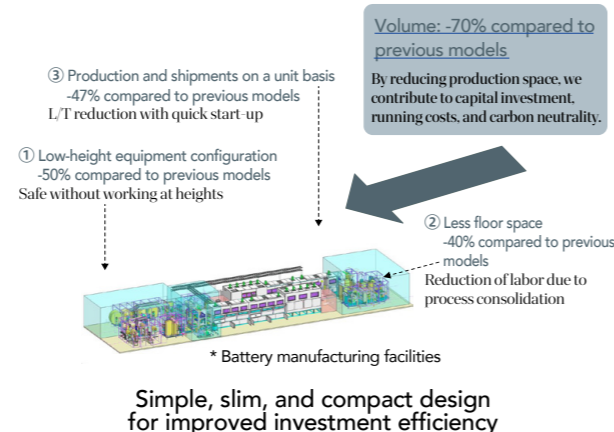 Volume: -70% compared to
previous models
By reducing production space, we
contribute to capital investment,
running costs, and carbon neutrality.
③ Production and shipments on a unit basis
-47% compared to previous models
L/T reduction with quick start-up
① Low-height equipment configuration
-50% compared to previous models
Safe without working at heights
② Less floor space
-40% compared to previous
models
Reduction of labor due to
process consolidation
* Battery manufacturing facilities
Simple, slim, and compact design
for improved investment efficiency